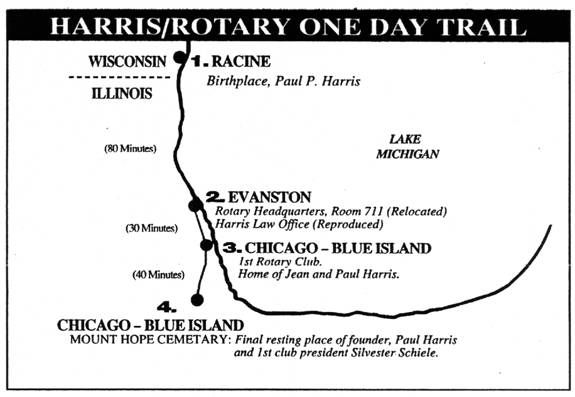 HARRIS/ROTARY ONE DAY TRAIL
WISCONSIN
1. RACINE
Birthplace, Paul P. Harris
ILLINOIS
(80 Minutes)
LAKE
MICHIGAN
2. EVANSTON
Rotary Headquarters, Room 711 (Relocated)
Harris Law Office (Reproduced)
(30 Minutes)
3. CHICAGO – BLUE ISLAND
1st Rotary Club.
Home of Jean and Paul Harris.
(40 Minutes)
4.
CHICAGO – BLUE ISLAND
MOUNT HOPE CEMETARY: Final resting place of founder, Paul Harris
and 1st club president Silvester Schiele.